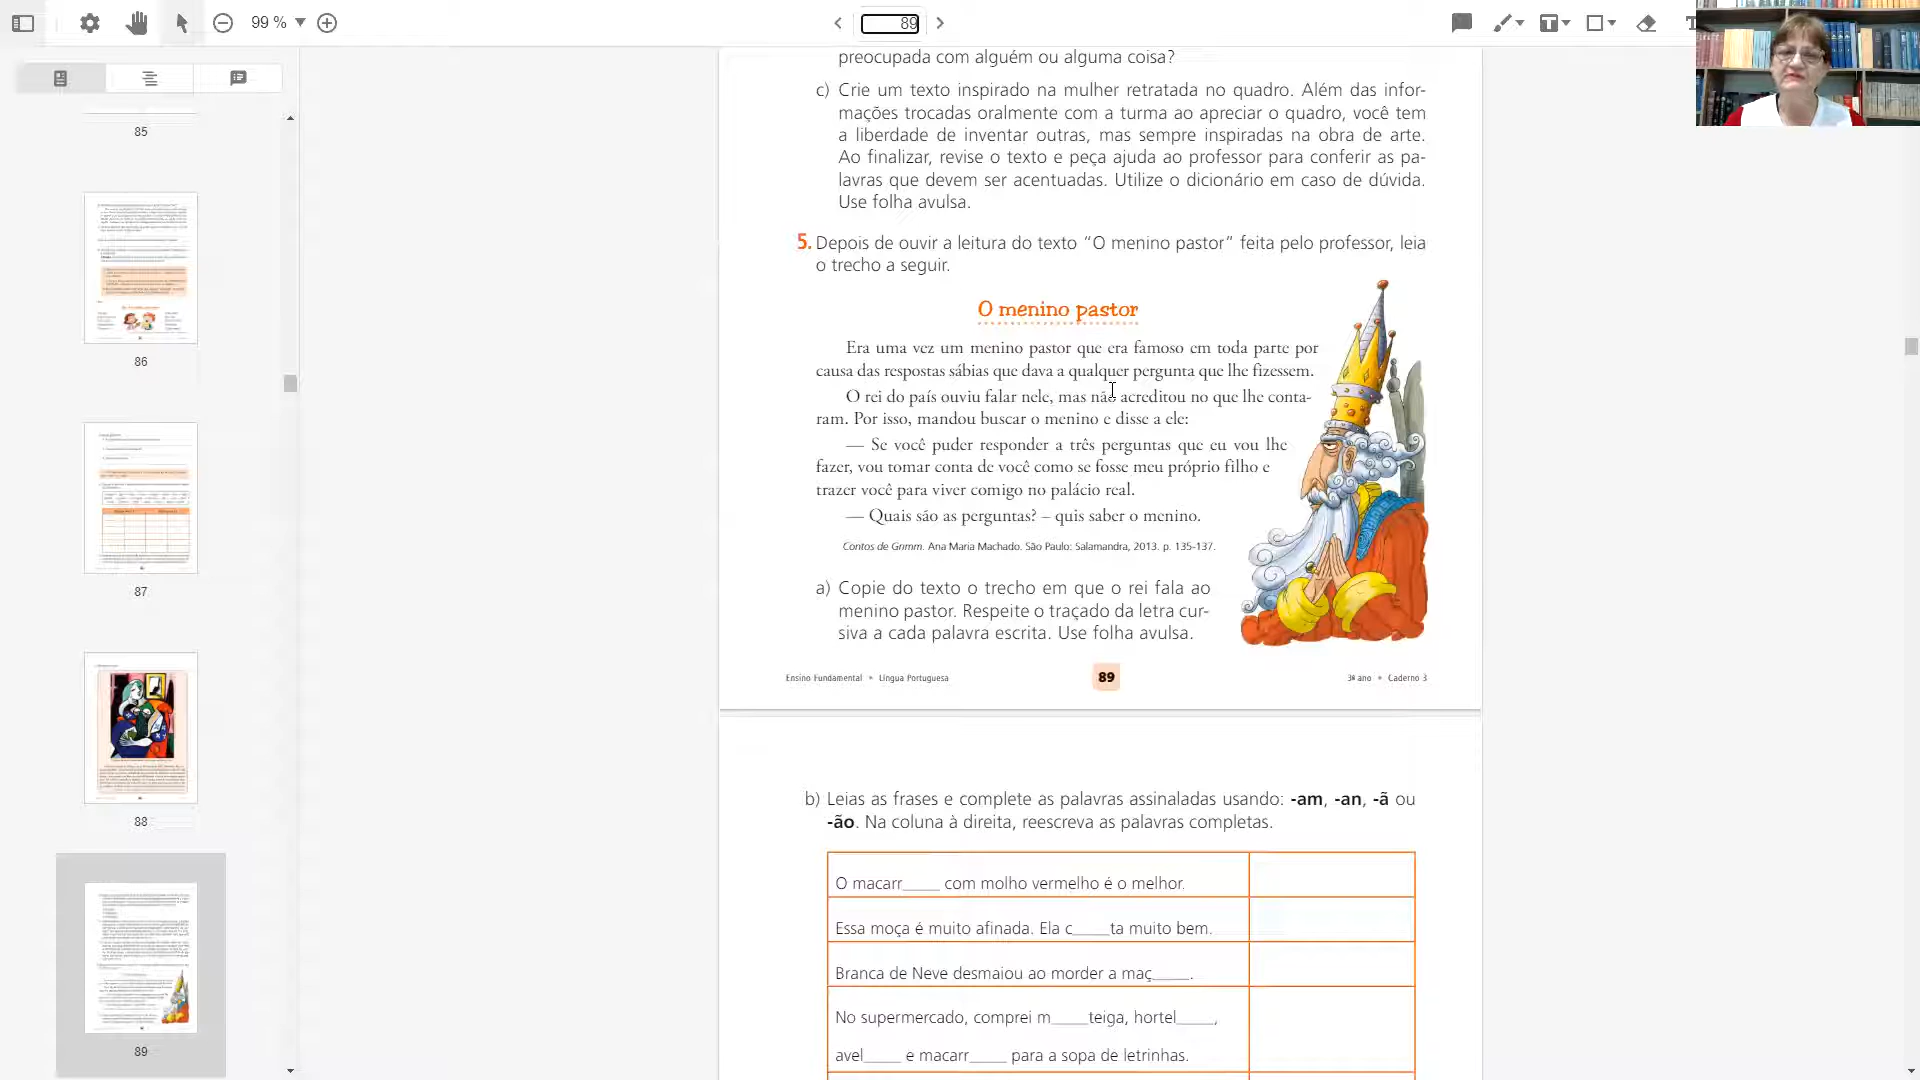 99 %
89
85
86
87
88
89
preocupada com alguém ou alguma coisa?
c) Crie um texto inspirado na mulher retratada no quadro. Além das infor-
mações trocadas oralmente com a turma ao apreciar o quadro, você tem
a liberdade de inventar outras, mas sempre inspiradas na obra de arte.
Ao finalizar, revise o texto e peça ajuda ao professor para conferir as pa-
lavras que devem ser acentuadas. Utilize o dicionário em caso de dúvida.
Use folha avulsa.
5. Depois de ouvir a leitura do texto “O menino pastor” feita pelo professor, leia
o trecho a seguir.
O menino pastor
Era uma vez um menino pastor que era famoso em toda parte por
causa das respostas sábias que dava a qualquer pergunta que lhe fizessem.
O rei do país ouviu falar nele, mas não acreditou no que lhe conta-
ram. Por isso, mandou buscar o menino e disse a ele:
— Se você puder responder a três perguntas que eu vou lhe
fazer, vou tomar conta de você como se fosse meu próprio filho e
trazer você para viver comigo no palácio real.
— Quais são as perguntas? – quis saber o menino.
Contos de Grimm. Ana Maria Machado. São Paulo: Salamandra, 2013. p. 135-137.
a) Copie do texto o trecho em que o rei fala ao
menino pastor. Respeite o traçado da letra cur-
siva a cada palavra escrita. Use folha avulsa.
Ensino Fundamental • Língua Portuguesa
89
3º ano • Caderno 3
b) Leias as frases e complete as palavras assinaladas usando: -am, -an, -ã ou
-ão. Na coluna à direita, reescreva as palavras completas.
O macarr____ com molho vermelho é o melhor.
Essa moça é muito afinada. Ela c____ta muito bem.
Branca de Neve desmaiou ao morder a maç____.
No supermercado, comprei m____teiga, hortel____,
avel____ e macarr____ para a sopa de letrinhas.